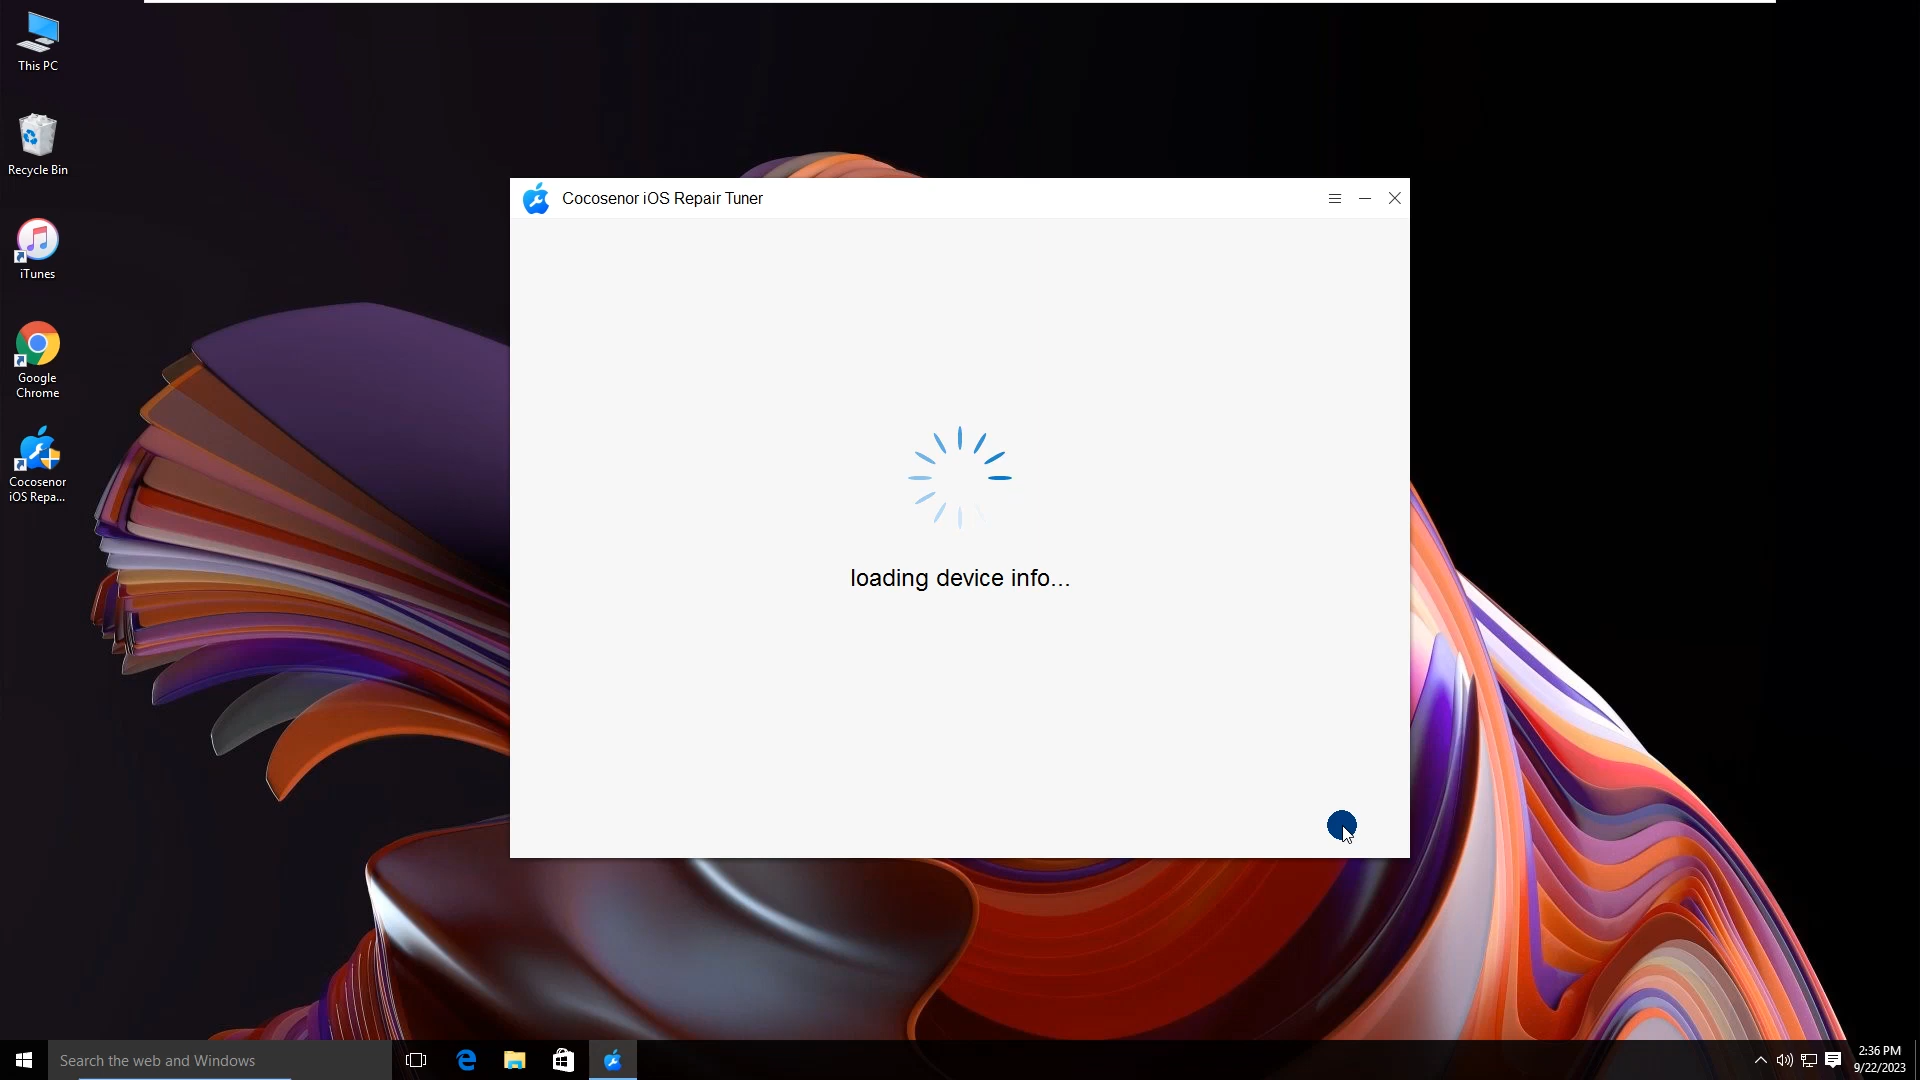 This PC
Recycle Bin
iTunes
Google
Chrome
Cocosenor
iOS Repa...
Cocosenor iOS Repair Tuner
loading device info...
Search the web and Windows
2:36 PM
9/22/2023